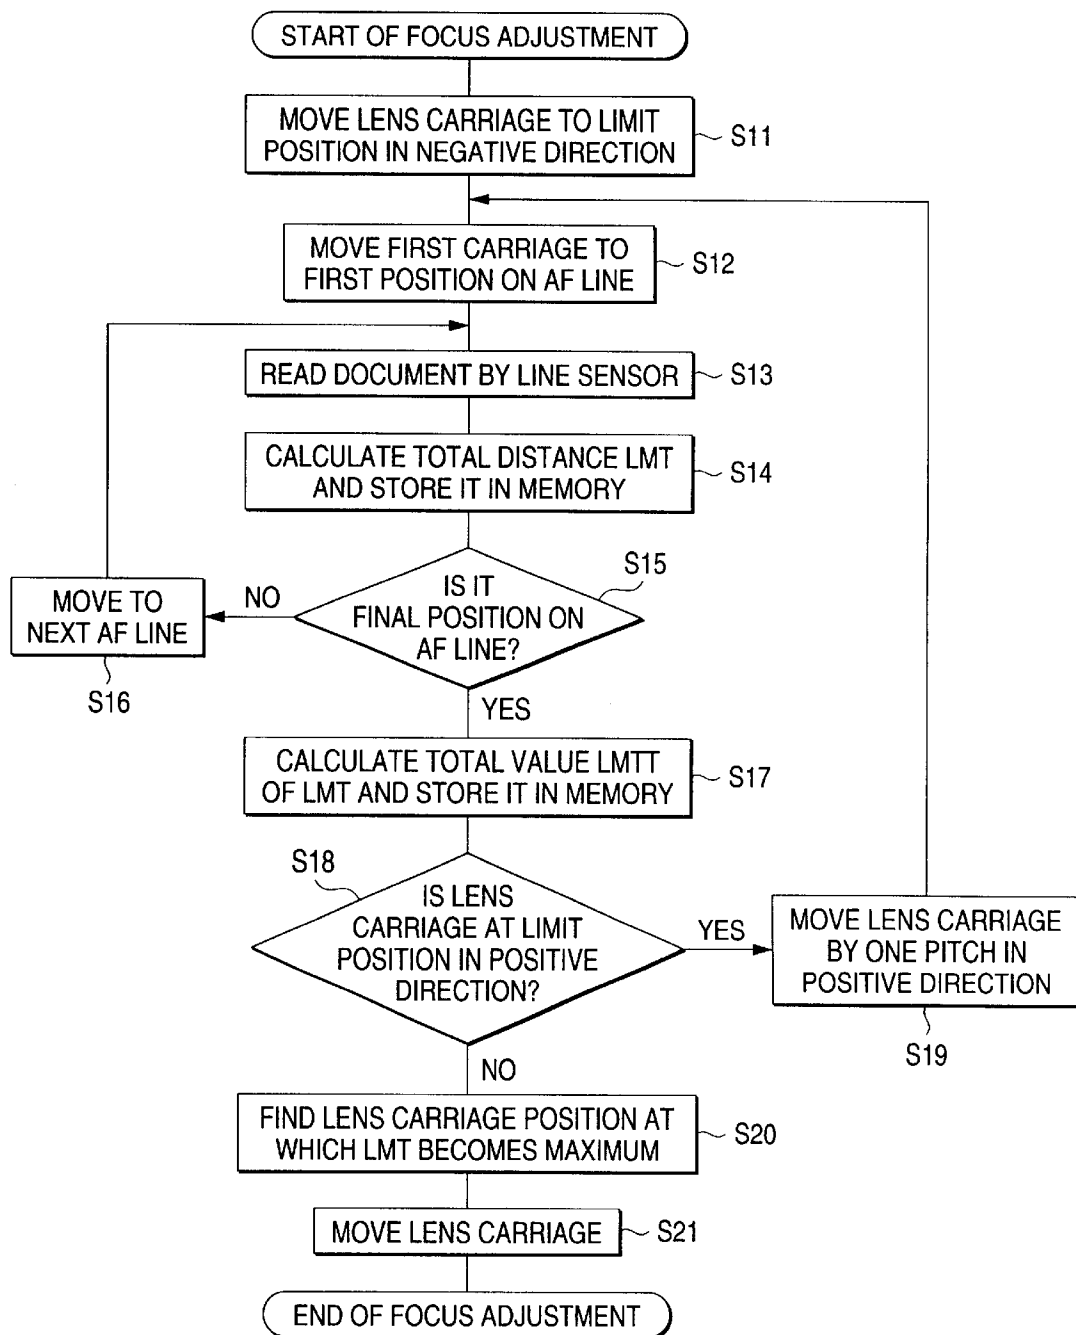 START OF FOCUS ADJUSTMENT
MOVE LENS CARRIAGE TO LIMIT
POSITION IN NEGATIVE DIRECTION
S11
MOVE FIRST CARRIAGE TO
FIRST POSITION ON AF LINE
S12
READ DOCUMENT BY LINE SENSOR
S13
CALCULATE TOTAL DISTANCE LMT
AND STORE IT IN MEMORY
S14
IS IT
FINAL POSITION ON
AF LINE?
S15
NO
MOVE TO
NEXT AF LINE
S16
YES
CALCULATE TOTAL VALUE LMTT
OF LMT AND STORE IT IN MEMORY
S17
S18
IS LENS
CARRIAGE AT LIMIT
POSITION IN POSITIVE
DIRECTION?
YES
MOVE LENS CARRIAGE
BY ONE PITCH IN
POSITIVE DIRECTION
S19
NO
FIND LENS CARRIAGE POSITION AT
WHICH LMT BECOMES MAXIMUM
S20
MOVE LENS CARRIAGE
S21
END OF FOCUS ADJUSTMENT